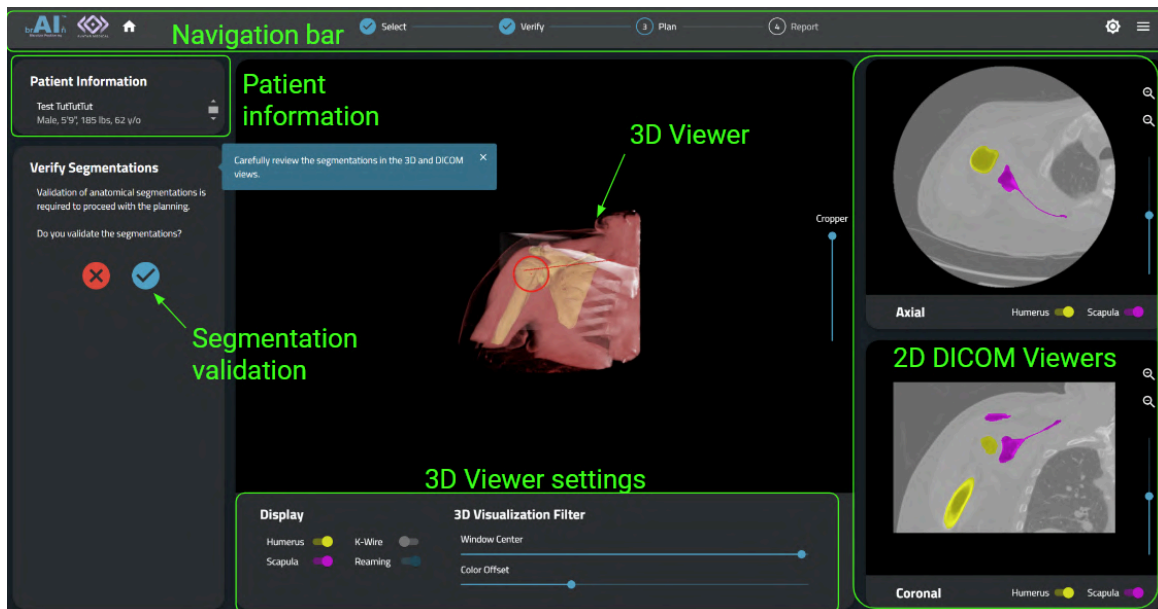 brAIn
Navigation bar
Select
Verify
3 Plan
4 Report
Patient Information
Test TutTutTut
Male, 5'9", 185 lbs, 62 y/o
Patient
information
Verify Segmentations
Validation of anatomical segmentations is
required to proceed with the planning.
Do you validate the segmentations?
Carefully review the segmentations in the 3D and DICOM
views.
Segmentation
validation
3D Viewer
Cropper
3D Viewer settings
Display
Humerus
K-Wire
Scapula
Reaming
3D Visualization Filter
Window Center
Color Offset
Axial
Humerus
Scapula
2D DICOM Viewers
Coronal
Humerus
Scapula